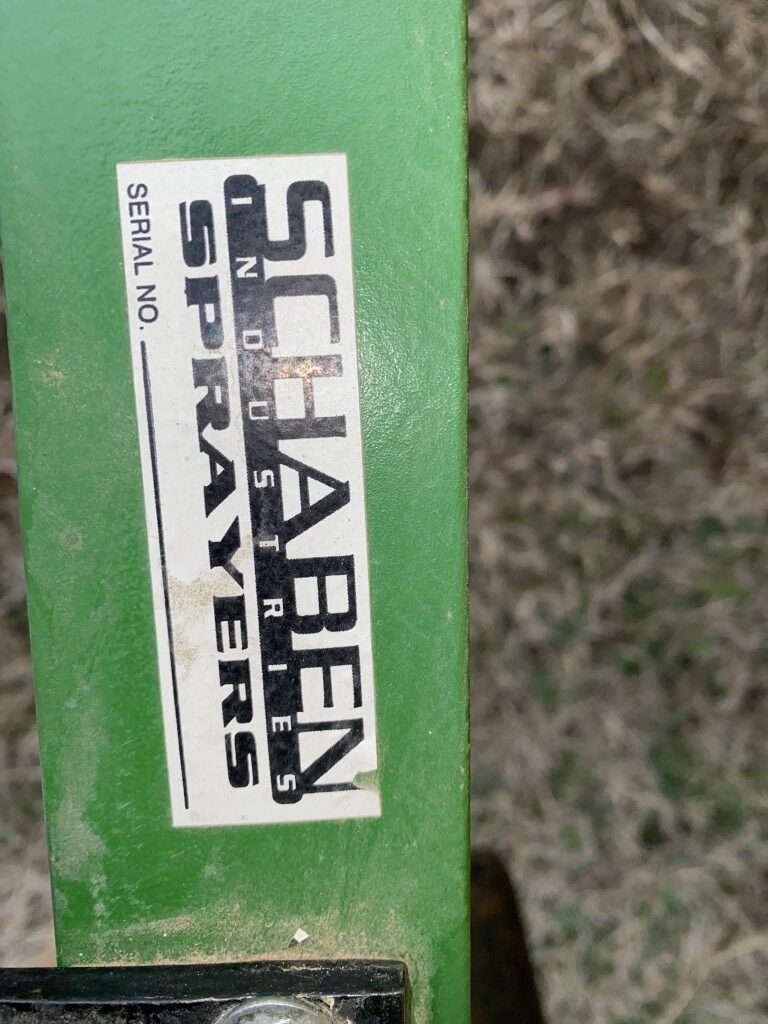 SCHABEN
INDUSTRIES
SPRAYERS
SERIAL NO.